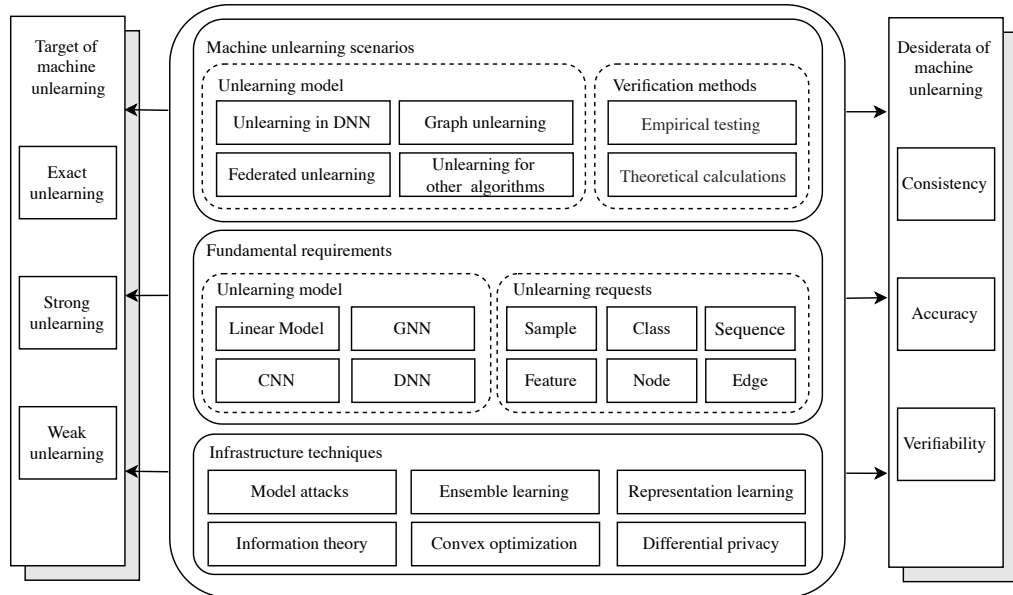 Target of
machine
unlearning
Exact
unlearning
Strong
unlearning
Weak
unlearning
Machine unlearning scenarios
Unlearning model
Unlearning in DNN
Graph unlearning
Federated unlearning
Unlearning for
other algorithms
Verification methods
Empirical testing
Theoretical calculations
Fundamental requirements
Unlearning model
Linear Model
GNN
CNN
DNN
Unlearning requests
Sample
Class
Sequence
Feature
Node
Edge
Infrastructure techniques
Model attacks
Ensemble learning
Representation learning
Information theory
Convex optimization
Differential privacy
Desiderata of
machine
unlearning
Consistency
Accuracy
Verifiability